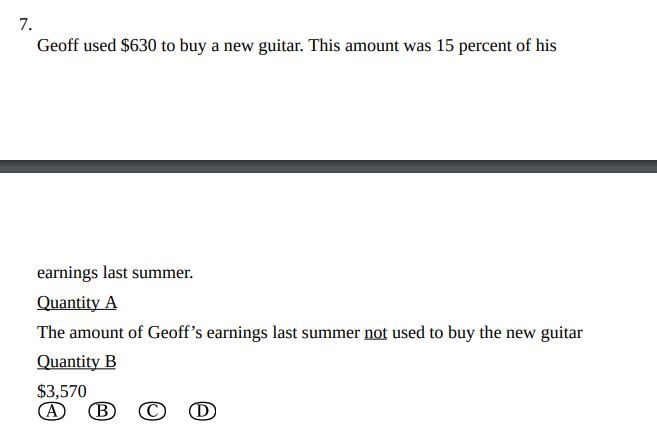 7.
Geoff used $630 to buy a new guitar. This amount was 15 percent of his
earnings last summer.
Quantity A
The amount of Geoff’s earnings last summer not used to buy the new guitar
Quantity B
$3,570
A B C D